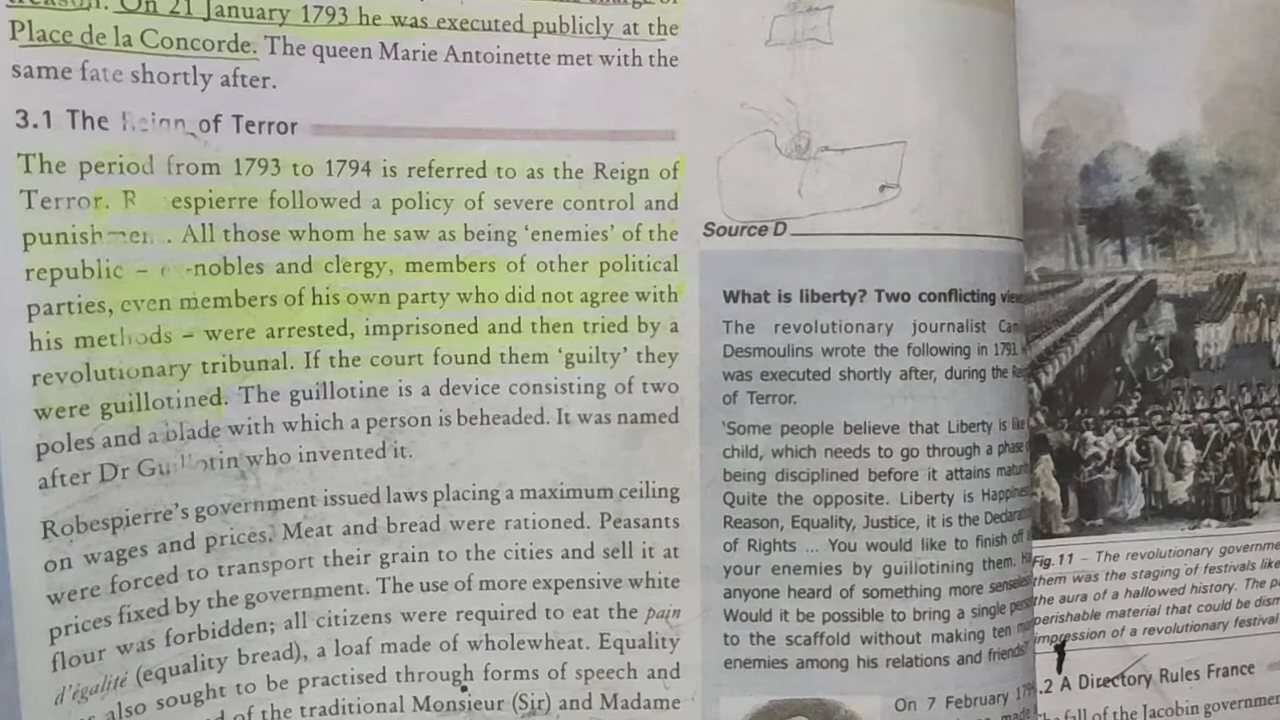 On 21 January 1793 he was executed publicly at the
Place de la Concorde. The queen Marie Antoinette met with the
same fate shortly after.
3.1 The Reign of Terror
The period from 1793 to 1794 is referred to as the Reign of
Terror. R espierre followed a policy of severe control and
All those whom he saw as being ‘enemies’ of the
republic – -nobles and clergy, members of other political
parties, even members of his own party who did not agree with
his methods – were arrested, imprisoned and then tried by a
revolutionary tribunal. If the court found them ‘guilty’ they
were guillotined. The guillotine is a device consisting of two
poles and a blade with which a person is beheaded. It was named
after Dr who invented it.
Robespierre’s government issued laws placing a maximum ceiling
on wages and prices. Meat and bread were rationed. Peasants
were forced to transport their grain to the cities and sell it at
prices fixed by the government. The use of more expensive white
flour was forbidden; all citizens were required to eat the pain
d’égalité (equality bread), a loaf made of wholewheat. Equality
also sought to be practised through forms of speech and
of the traditional Monsieur (Sir) and Madame
Source D
What is liberty? Two conflicting
The revolutionary journalist
Desmoulins wrote the following in 1793.
was executed shortly after, during the
of Terror.
‘Some people believe that Liberty is like
child, which needs to go through a phase
being disciplined before it attains
Quite the opposite. Liberty is
Reason, Equality, Justice, it is the
of Rights ... You would like to finish off
your enemies by guillotining them.
anyone heard of something more
Would it be possible to bring a single
to the scaffold without making ten
enemies among his relations and friends?
On 7 February
Fig.11 – The revolutionary
them was the staging of festivals like
the aura of a hallowed history. The
perishable material that could be
impression of a revolutionary festival
.2 A Directory Rules France
fall of the Jacobin